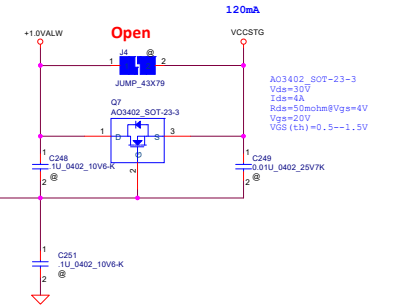 120mA
+1.0VALW
Open
VCCSTG
J4
@
1
2
JUMP_43X79
Q7
AO3402_SOT-23-3
1
D
S
3
G
2
AO3402_SOT-23-3
Vds=30V
Ids=4A
Rds=50mohm@Vgs=4V
Vgs=20V
VGS(th)=0.5--1.5V
1
C248
.1U_0402_10V6-K
2
@
1
C249
0.01U_0402_25V7K
2
@
1
C251
.1U_0402_10V6-K
2
@